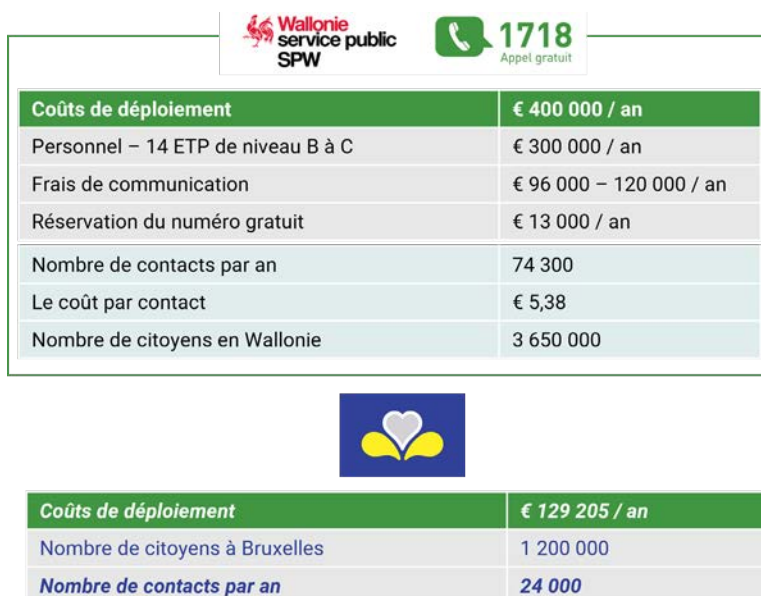 Wallonie
service public
SPW
1718
Appel gratuit
Coûts de déploiement € 400 000 / an
Personnel – 14 ETP de niveau B à C € 300 000 / an
Frais de communication € 96 000 – 120 000 / an
Réservation du numéro gratuit € 13 000 / an
Nombre de contacts par an 74 300
Le coût par contact € 5,38
Nombre de citoyens en Wallonie 3 650 000
Coûts de déploiement € 129 205 / an
Nombre de citoyens à Bruxelles 1 200 000
Nombre de contacts par an 24 000